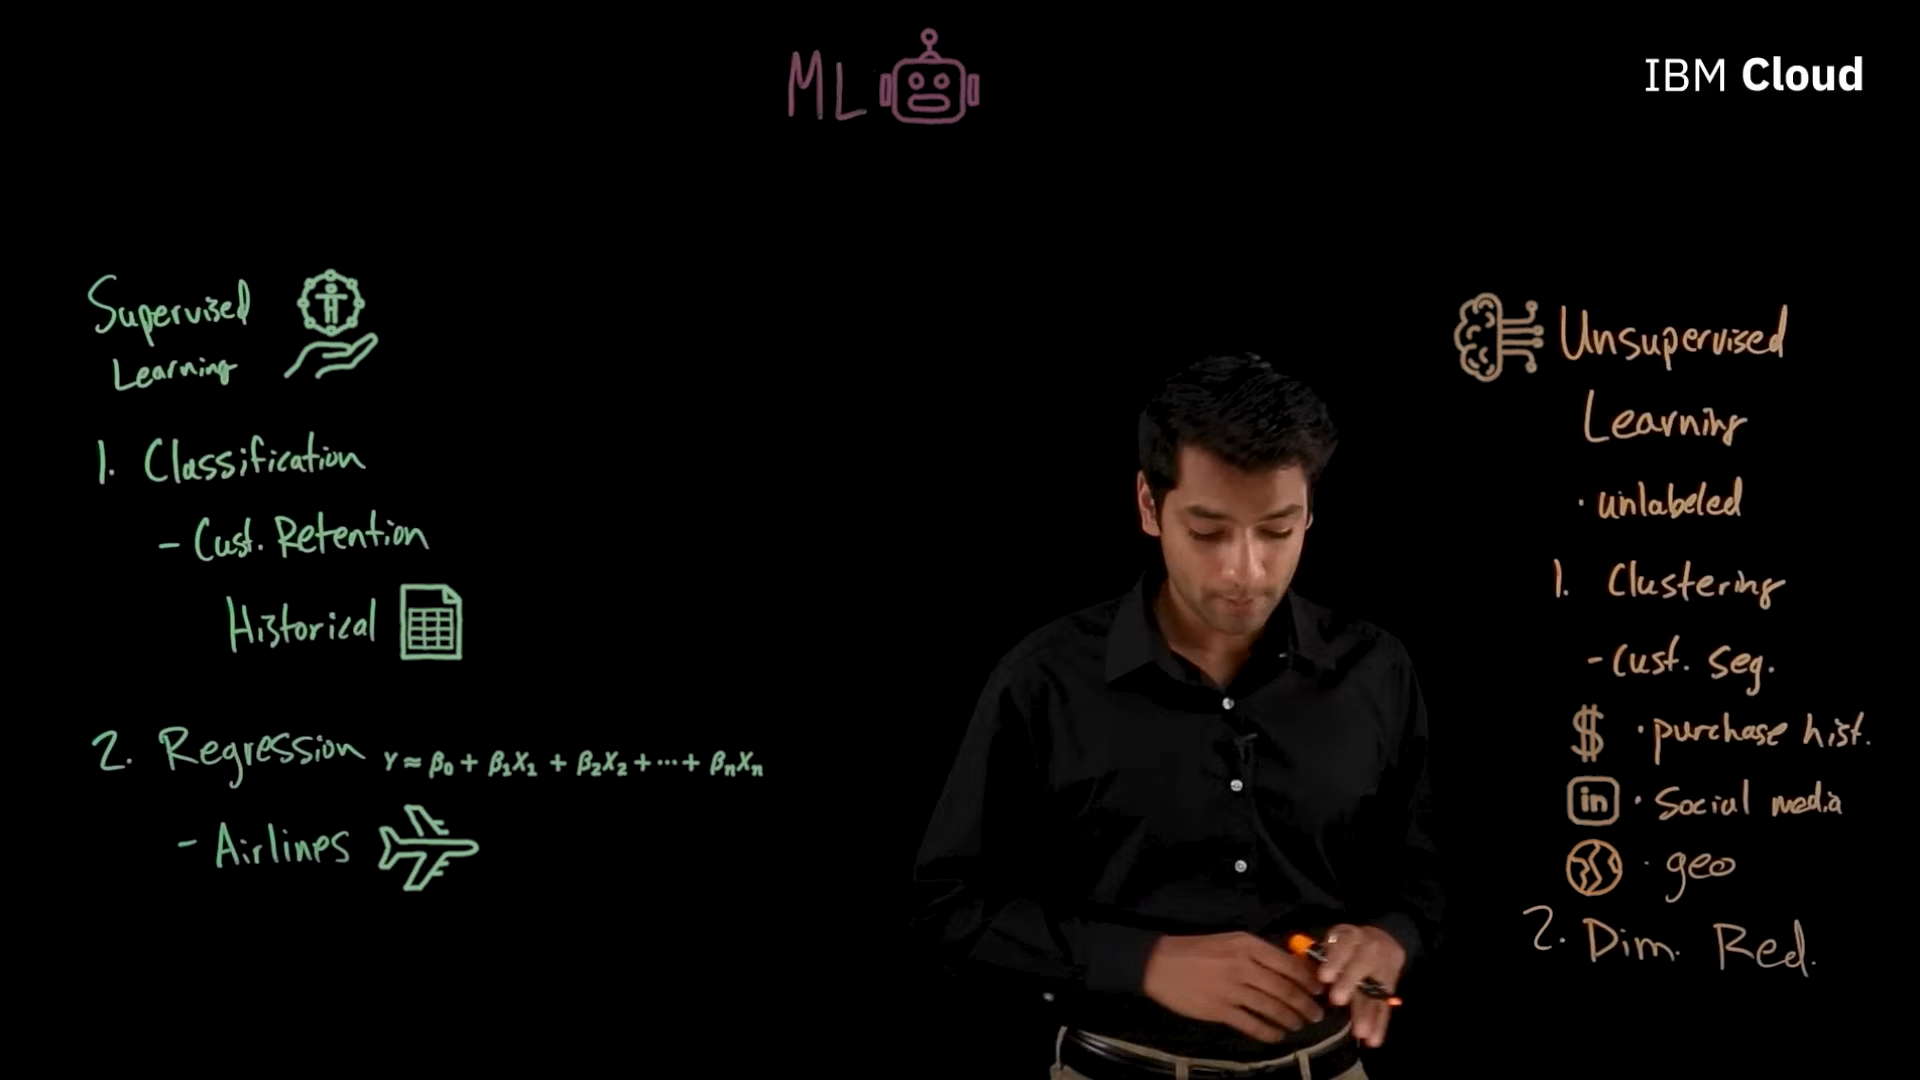 ML
IBM Cloud
Supervised
Learning
1. Classification
- Cust. Retention
Historical
2. Regression Y ≈ β₀ + β₁X₁ + β₂X₂ + ··· + βₙXₙ
- Airlines
Unsupervised
Learning
· unlabeled
1. Clustering
- Cust. Seg.
$ · purchase hist.
in · Social media
· geo
2. Dim. Red.